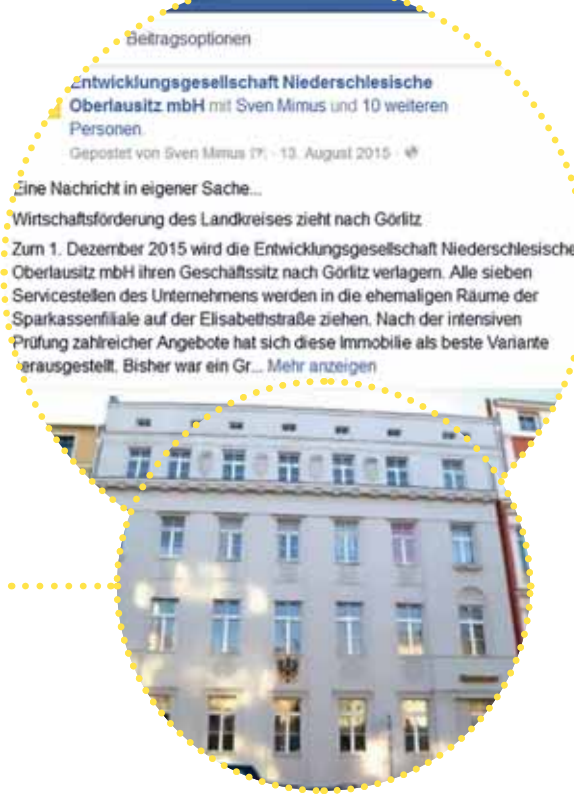 Beitragsoptionen
Entwicklungsgesellschaft Niederschlesische
Oberlausitz mbH mit Sven Mimus und 10 weiteren
Personen.
Gepostet von Sven Mimus [?] · 13. August 2015 ·
Eine Nachricht in eigener Sache...
Wirtschaftsförderung des Landkreises zieht nach Görlitz
Zum 1. Dezember 2015 wird die Entwicklungsgesellschaft Niederschlesische
Oberlausitz mbH ihren Geschäftssitz nach Görlitz verlagern. Alle sieben
Servicestellen des Unternehmens werden in die ehemaligen Räume der
Sparkassenfiliale auf der Elisabethstraße ziehen. Nach der intensiven
Prüfung zahlreicher Angebote hat sich diese Immobilie als beste Variante
herausgestellt. Bisher war ein Gr... Mehr anzeigen